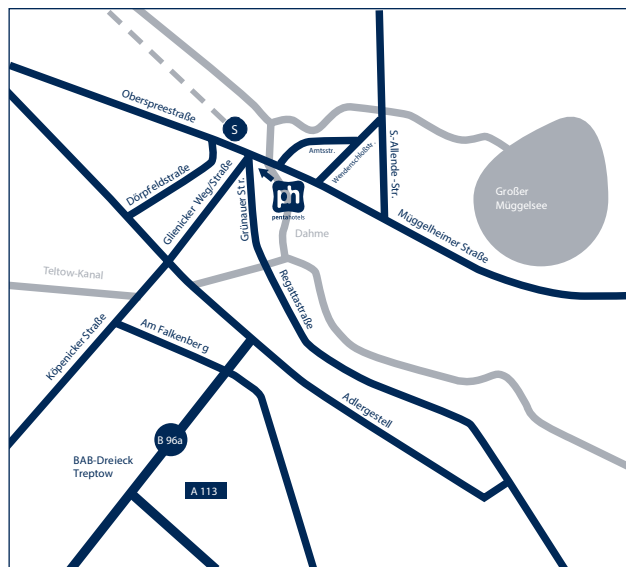 Oberspreestraße
S
Amtsstr.
Wendenschloßstr.
S.-Allende -Str.
Dörpfeldstraße
Glienicker Weg/Straße
Grünauer Str.
ph
pentahotels
Großer
Müggelsee
Müggelheimer Straße
Dahme
Teltow-Kanal
Regattastraße
Köpenicker Straße
Am Falkenberg
Adlergestell
B 96a
BAB-Dreieck
Treptow
A 113